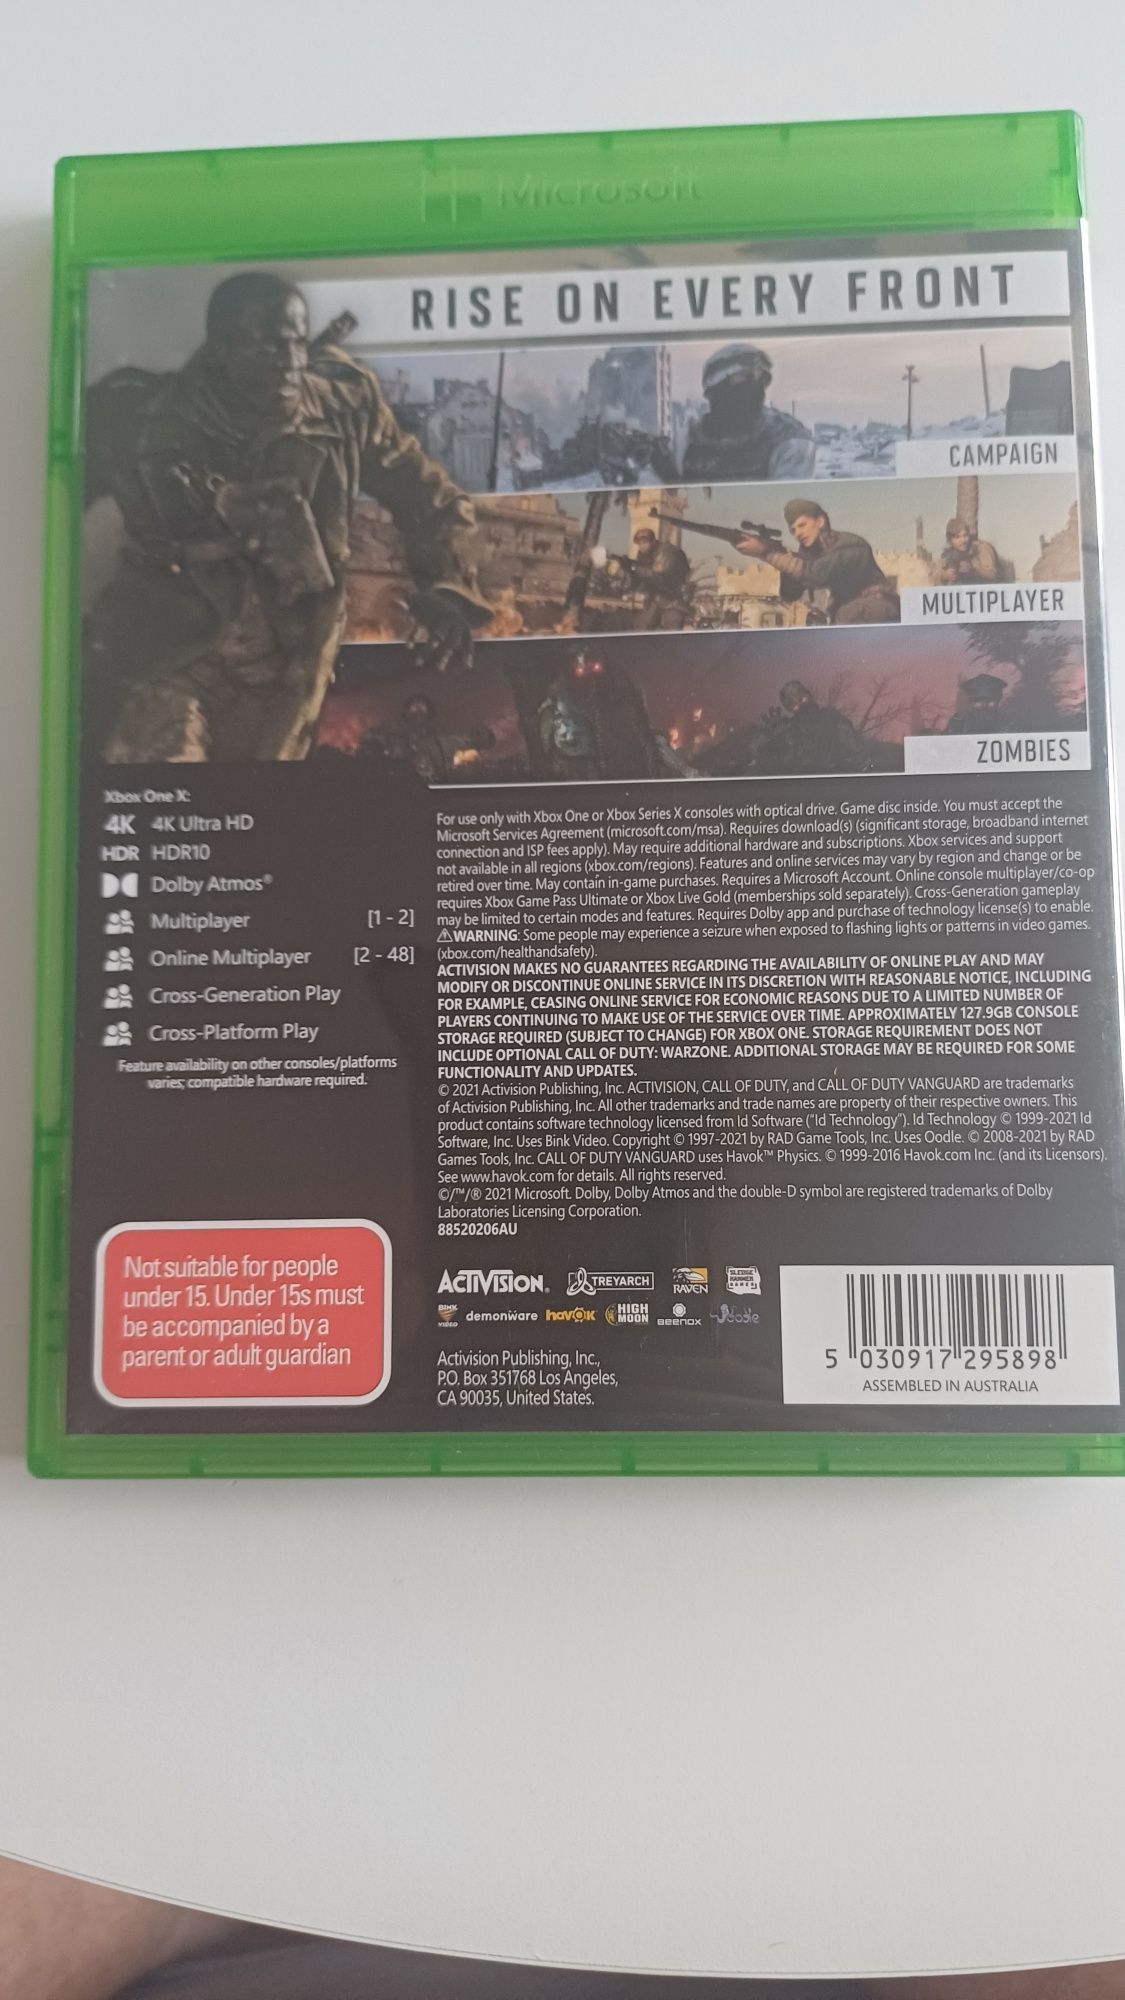 Microsoft
RISE ON EVERY FRONT
CAMPAIGN
MULTIPLAYER
ZOMBIES
Xbox One X:
4K 4K Ultra HD
HDR HDR10
Dolby Atmos®
Multiplayer [1 - 2]
Online Multiplayer [2 - 48]
Cross-Generation Play
Cross-Platform Play
Feature availability on other consoles/platforms
varies; compatible hardware required.
For use only with Xbox One or Xbox Series X consoles with optical drive. Game disc inside. You must accept the
Microsoft Services Agreement (microsoft.com/msa). Requires download(s) (significant storage, broadband internet
connection and ISP fees apply). May require additional hardware and subscriptions. Xbox services and support
not available in all regions (xbox.com/regions). Features and online services may vary by region and change or be
retired over time. May contain in-game purchases. Requires a Microsoft Account. Online console multiplayer/co-op
requires Xbox Game Pass Ultimate or Xbox Live Gold (memberships sold separately). Cross-Generation gameplay
may be limited to certain modes and features. Requires Dolby app and purchase of technology license(s) to enable.
⚠WARNING: Some people may experience a seizure when exposed to flashing lights or patterns in video games.
(xbox.com/healthandsafety).
ACTIVISION MAKES NO GUARANTEES REGARDING THE AVAILABILITY OF ONLINE PLAY AND MAY
MODIFY OR DISCONTINUE ONLINE SERVICE IN ITS DISCRETION WITH REASONABLE NOTICE, INCLUDING
FOR EXAMPLE, CEASING ONLINE SERVICE FOR ECONOMIC REASONS DUE TO A LIMITED NUMBER OF
PLAYERS CONTINUING TO MAKE USE OF THE SERVICE OVER TIME. APPROXIMATELY 127.9GB CONSOLE
STORAGE REQUIRED (SUBJECT TO CHANGE) FOR XBOX ONE. STORAGE REQUIREMENT DOES NOT
INCLUDE OPTIONAL CALL OF DUTY: WARZONE. ADDITIONAL STORAGE MAY BE REQUIRED FOR SOME
FUNCTIONALITY AND UPDATES.
© 2021 Activision Publishing, Inc. ACTIVISION, CALL OF DUTY, and CALL OF DUTY VANGUARD are trademarks
of Activision Publishing, Inc. All other trademarks and trade names are property of their respective owners. This
product contains software technology licensed from Id Software ("Id Technology"). Id Technology © 1999-2021 Id
Software, Inc. Uses Bink Video. Copyright © 1997-2021 by RAD Game Tools, Inc. Uses Oodle. © 2008-2021 by RAD
Games Tools, Inc. CALL OF DUTY VANGUARD uses Havok™ Physics. © 1999-2016 Havok.com Inc. (and its Licensors).
See www.havok.com for details. All rights reserved.
©/™/® 2021 Microsoft. Dolby, Dolby Atmos and the double-D symbol are registered trademarks of Dolby
Laboratories Licensing Corporation.
88520206AU
Not suitable for people
under 15. Under 15s must
be accompanied by a
parent or adult guardian
ACTIVISION. TREYARCH RAVEN SLEDGE HAMMER GAMES
BINK VIDEO demonware havok HIGH MOON BEENOX Oodle
Activision Publishing, Inc.,
P.O. Box 351768 Los Angeles,
CA 90035, United States.
5 030917 295898
ASSEMBLED IN AUSTRALIA